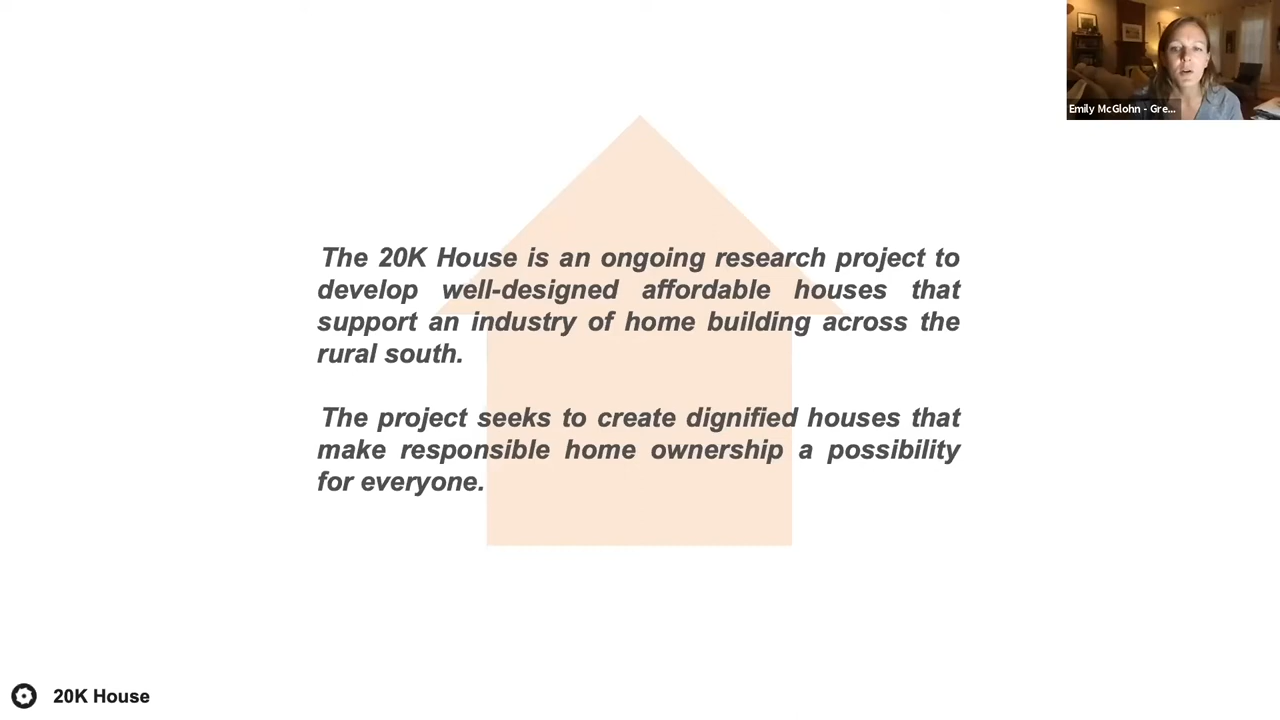 Emily McGlohn - Gre...
The 20K House is an ongoing research project to
develop well-designed affordable houses that
support an industry of home building across the
rural south.
The project seeks to create dignified houses that
make responsible home ownership a possibility
for everyone.
20K House